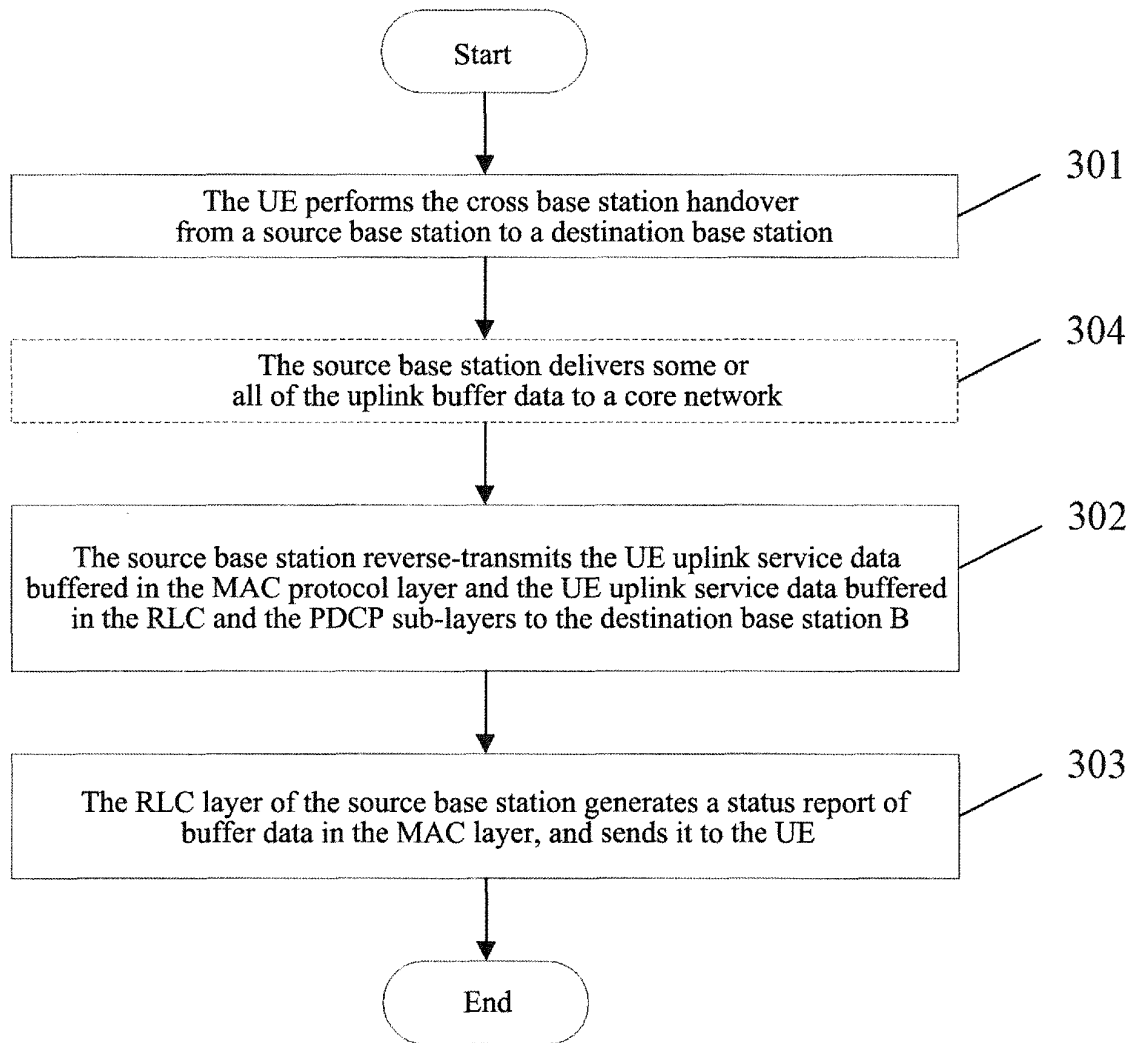 Start
301
The UE performs the cross base station handover
from a source base station to a destination base station
304
The source base station delivers some or
all of the uplink buffer data to a core network
302
The source base station reverse-transmits the UE uplink service data
buffered in the MAC protocol layer and the UE uplink service data buffered
in the RLC and the PDCP sub-layers to the destination base station B
303
The RLC layer of the source base station generates a status report of
buffer data in the MAC layer, and sends it to the UE
End